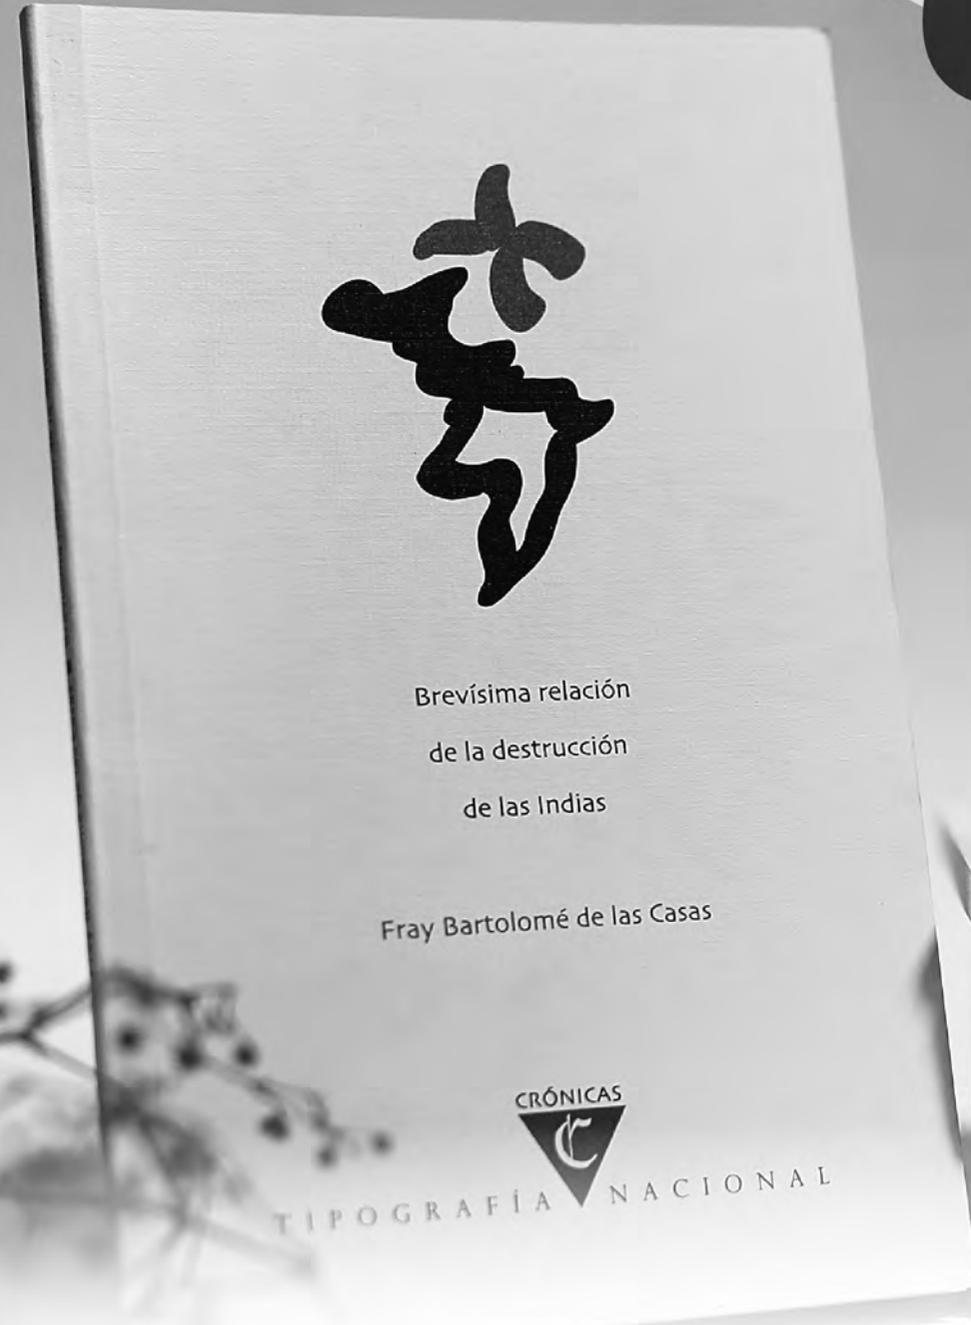 Brevísima relación
de la destrucción
de las Indias
Fray Bartolomé de las Casas
CRÓNICAS
C
TIPOGRAFÍA NACIONAL